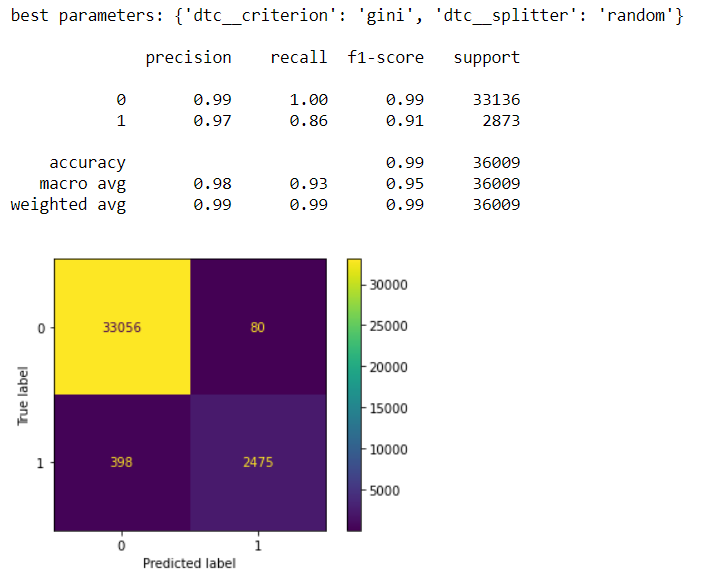 best parameters: {'dtc__criterion': 'gini', 'dtc__splitter': 'random'}
precision recall f1-score support
0 0.99 1.00 0.99 33136
1 0.97 0.86 0.91 2873
accuracy 0.99 36009
macro avg 0.98 0.93 0.95 36009
weighted avg 0.99 0.99 0.99 36009
30000
25000
20000
15000
10000
5000
True label
0 33056 80
1 398 2475
0 1
Predicted label